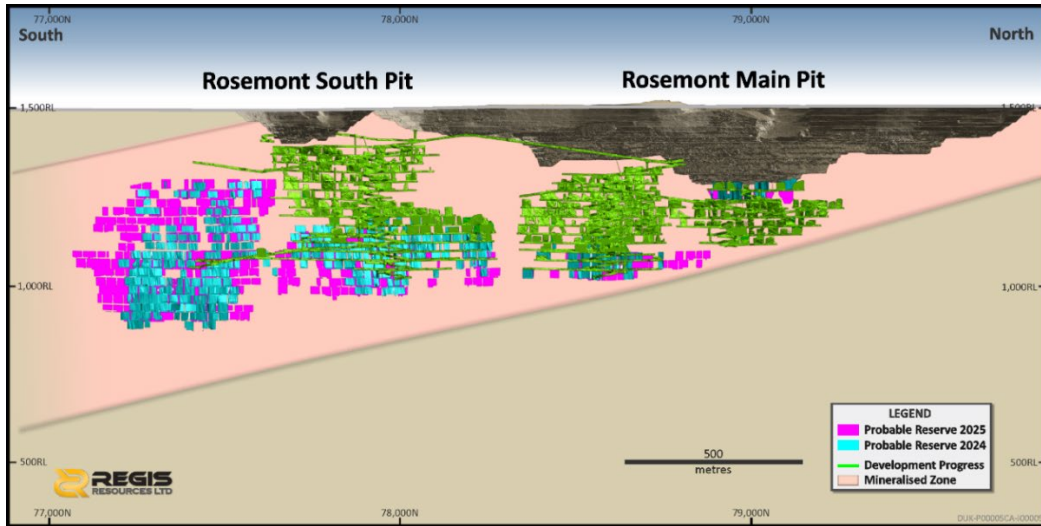 77,000N 78,000N 79,000N
South North
Rosemont South Pit Rosemont Main Pit
1,500RL 1,500RL
1,000RL 1,000RL
LEGEND
Probable Reserve 2025
Probable Reserve 2024
500 Development Progress
500RL metres Mineralised Zone 500RL
REGIS
RESOURCES LTD
77,000N 78,000N 79,000N